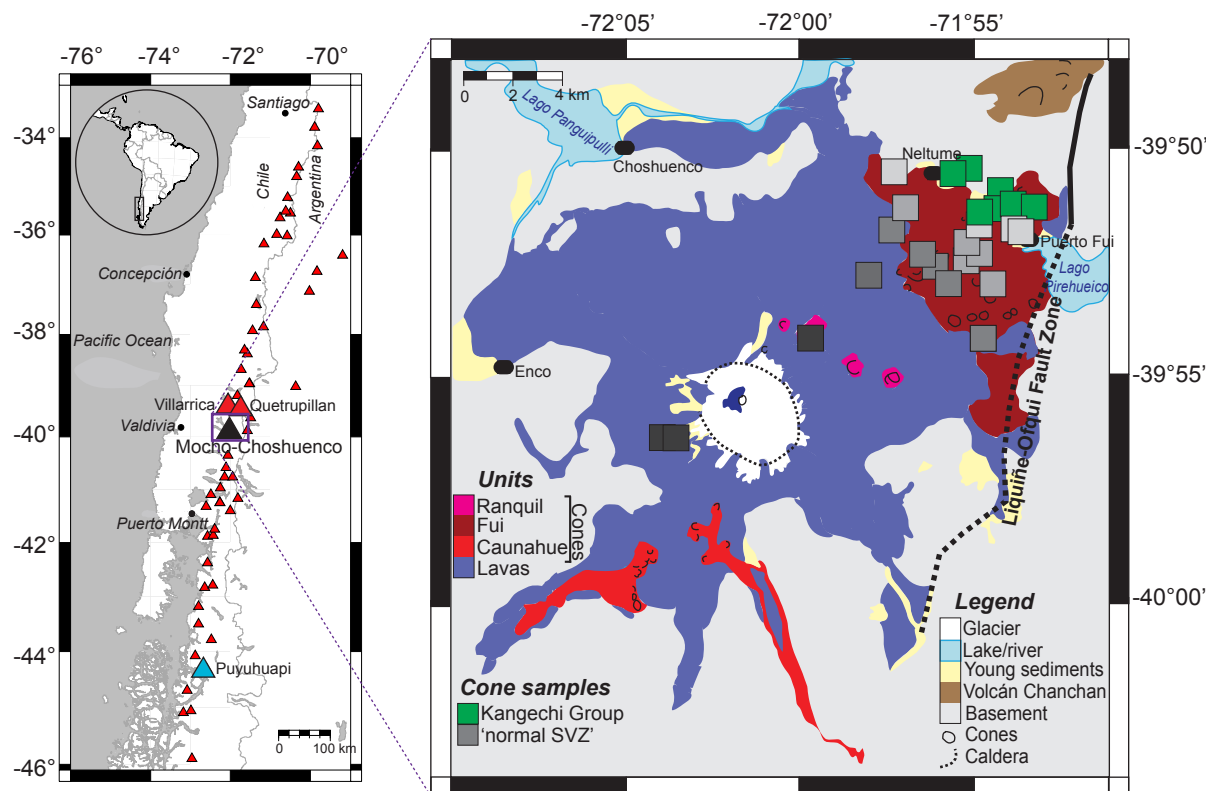 -76°
-74°
-72°
-70°
-34°
-36°
-38°
-40°
-42°
-44°
-46°
Santiago
Chile
Argentina
Concepción
Pacific Ocean
Villarrica
Quetrupillan
Valdivia
Mocho-Choshuenco
Puerto Montt
Puyuhuapi
0 100 km
-72°05'
-72°00'
-71°55'
0 2 4 km
Lago Panguipulli
Choshuenco
Neltume
-39°50'
Puerto Fui
Lago
Pirehueico
Liquiñe-Ofqui Fault Zone
Enco
-39°55'
-40°00'
Units
Ranquil
Fui
Caunahue
Cones
Lavas
Cone samples
Kangechi Group
'normal SVZ'
Legend
Glacier
Lake/river
Young sediments
Volcán Chanchan
Basement
Cones
Caldera